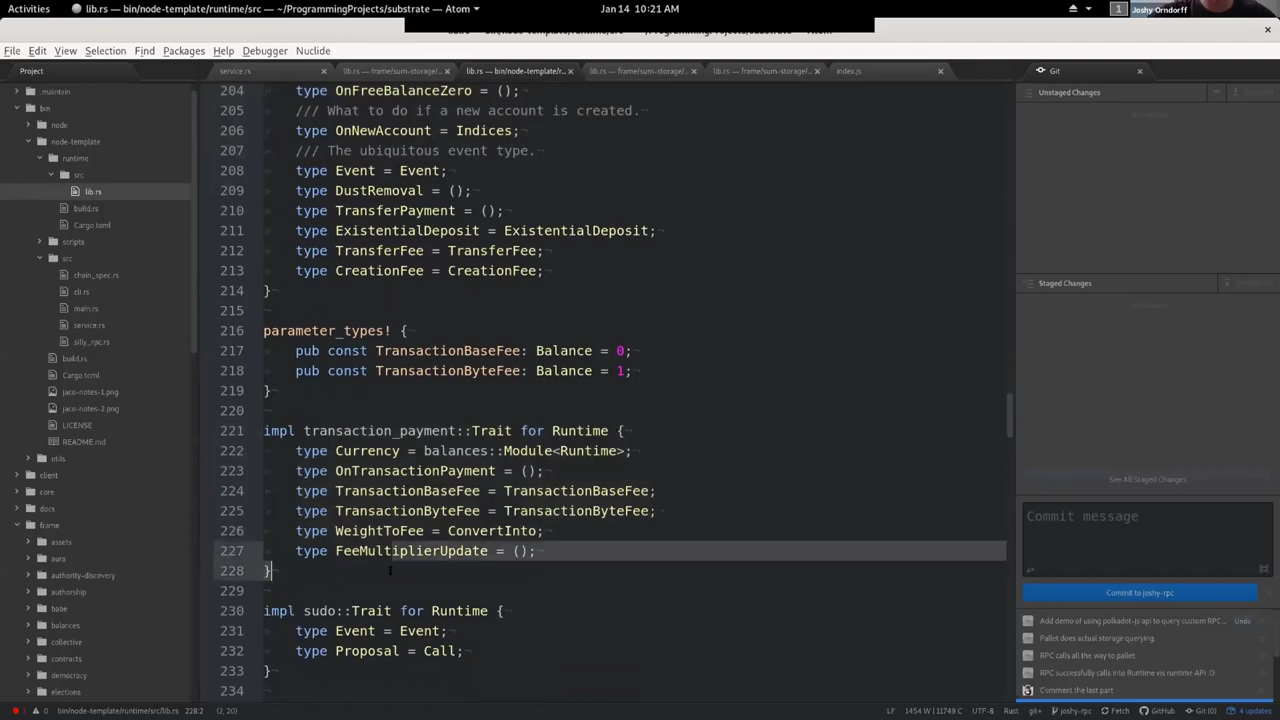 Activities
lib.rs — bin/node-template/runtime/src — ~/ProgrammingProjects/substrate — Atom
Jan 14 10:21 AM
1
Joshy Orndorff
File Edit View Selection Find Packages Help Debugger Nuclide
Project
service.rs
lib.rs — frame/sum-storage/...
lib.rs — bin/node-template/r...
lib.rs — frame/sum-storage/...
lib.rs — frame/sum-storage/...
index.js
Git
.maintain
bin
node
node-template
runtime
src
lib.rs
build.rs
Cargo.toml
scripts
src
chain_spec.rs
cli.rs
main.rs
service.rs
silly_rpc.rs
build.rs
Cargo.toml
jaco-notes-1.png
jaco-notes-2.png
LICENSE
README.md
utils
client
core
docs
frame
assets
aura
authority-discovery
authorship
babe
balances
collective
contracts
democracy
elections
204 type OnFreeBalanceZero = ();
205 /// What to do if a new account is created.
206 type OnNewAccount = Indices;
207 /// The ubiquitous event type.
208 type Event = Event;
209 type DustRemoval = ();
210 type TransferPayment = ();
211 type ExistentialDeposit = ExistentialDeposit;
212 type TransferFee = TransferFee;
213 type CreationFee = CreationFee;
214 }
215
216 parameter_types! {
217 pub const TransactionBaseFee: Balance = 0;
218 pub const TransactionByteFee: Balance = 1;
219 }
220
221 impl transaction_payment::Trait for Runtime {
222 type Currency = balances::Module<Runtime>;
223 type OnTransactionPayment = ();
224 type TransactionBaseFee = TransactionBaseFee;
225 type TransactionByteFee = TransactionByteFee;
226 type WeightToFee = ConvertInto;
227 type FeeMultiplierUpdate = ();
228 }
229
230 impl sudo::Trait for Runtime {
231 type Event = Event;
232 type Proposal = Call;
233 }
234
Unstaged Changes
Staged Changes
See All Staged Changes
Commit message
Commit to joshy-rpc
Add demo of using polkadot-js api to query custom RPC ... Undo
Pallet does actual storage querying.
RPC calls all the way to pallet.
RPC successfully calls into Runtime vis runtime API :D
Comment the last part
0 bin/node-template/runtime/src/lib.rs 228:2 (2, 20)
LF 1454 W | 11749 C UTF-8 Rust git+ joshy-rpc Fetch GitHub Git (0) 4 updates